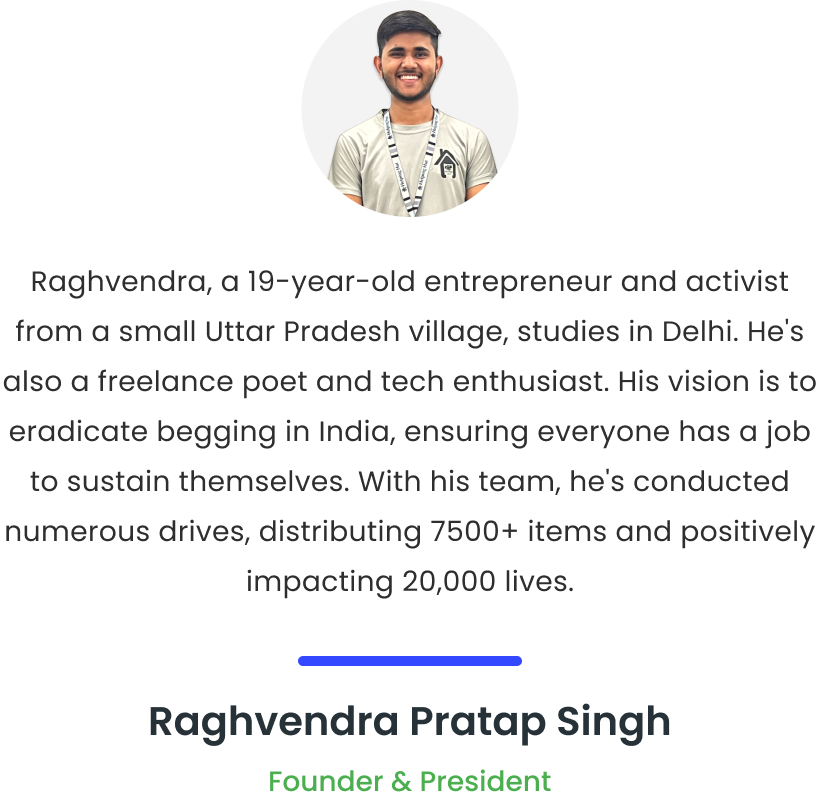 Raghvendra, a 19-year-old entrepreneur and activist
from a small Uttar Pradesh village, studies in Delhi. He's
also a freelance poet and tech enthusiast. His vision is to
eradicate begging in India, ensuring everyone has a job
to sustain themselves. With his team, he's conducted
numerous drives, distributing 7500+ items and positively
impacting 20,000 lives.
Raghvendra Pratap Singh
Founder & President